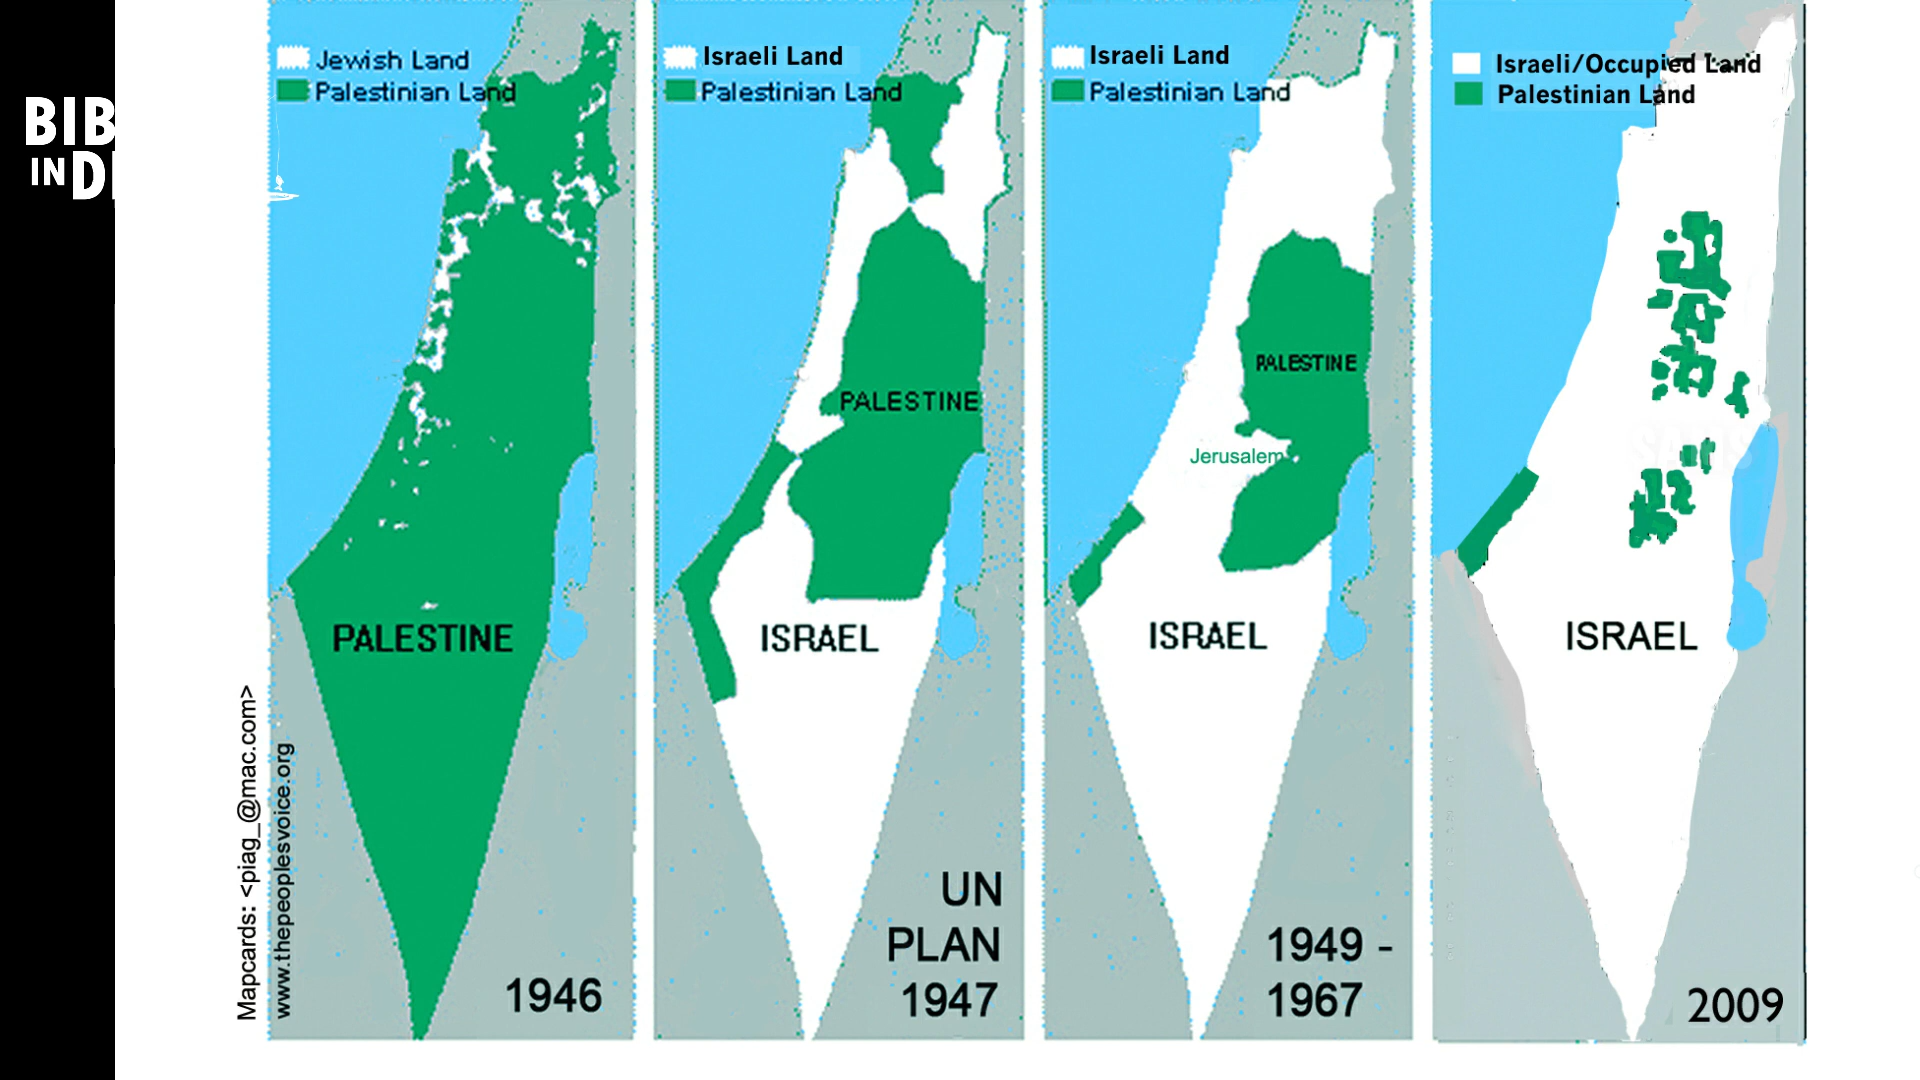 BIB
IN DI
Jewish Land
Palestinian Land
PALESTINE
1946
Mapcards: <piag_@mac.com>
www.thepeoplesvoice.org
Israeli Land
Palestinian Land
PALESTINE
ISRAEL
UN
PLAN
1947
Israeli Land
Palestinian Land
PALESTINE
Jerusalem
ISRAEL
1949 -
1967
Israeli/Occupied Land
Palestinian Land
ISRAEL
2009